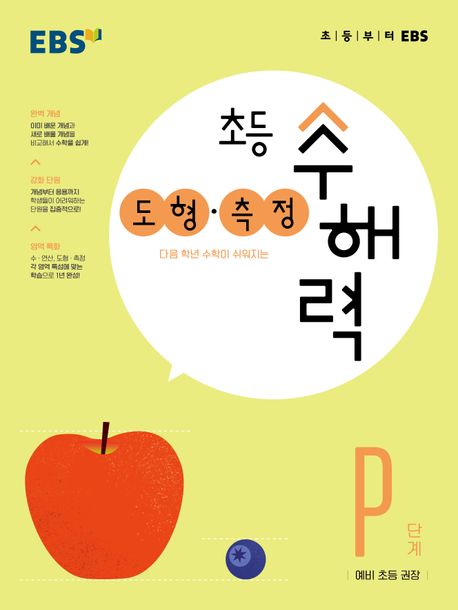 EBS
초|등|부|터 EBS
완벽 개념
이미 배운 개념과
새로 배울 개념을
비교해서 수학을 쉽게!
강화 단원
개념부터 응용까지
학생들이 어려워하는
단원을 집중적으로!
영역 특화
수·연산, 도형·측정
각 영역 특성에 맞는
학습으로 1년 완성!
초등
수해력
도형·측정
다음 학년 수학이 쉬워지는
P
단계
예비 초등 권장